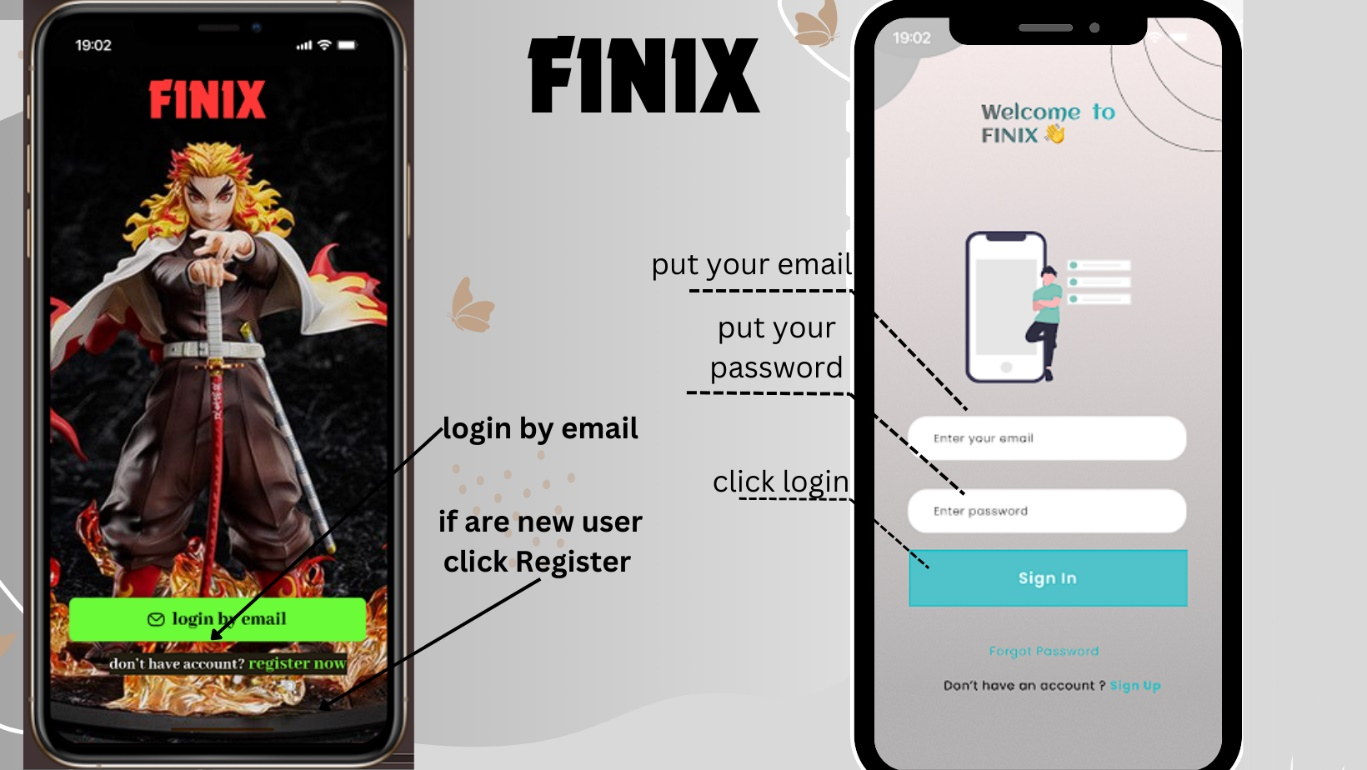 19:02
FINIX
login by email
don't have account? register now
FINIX
login by email
if are new user
click Register
put your email
put your
password
click login
19:02
Welcome to
FINIX 👋
Enter your email
Enter password
Sign In
Forgot Password
Don't have an account ? Sign Up